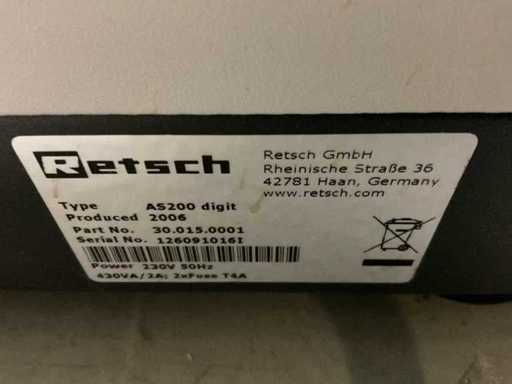 Retsch
Retsch GmbH
Rheinische Straße 36
42781 Haan, Germany
www.retsch.com
Type AS200 digit
Produced 2006
Part No. 30.015.0001
Serial No. 126091016I
Power 230V 50Hz
430VA/2A; 2xFuse T4A